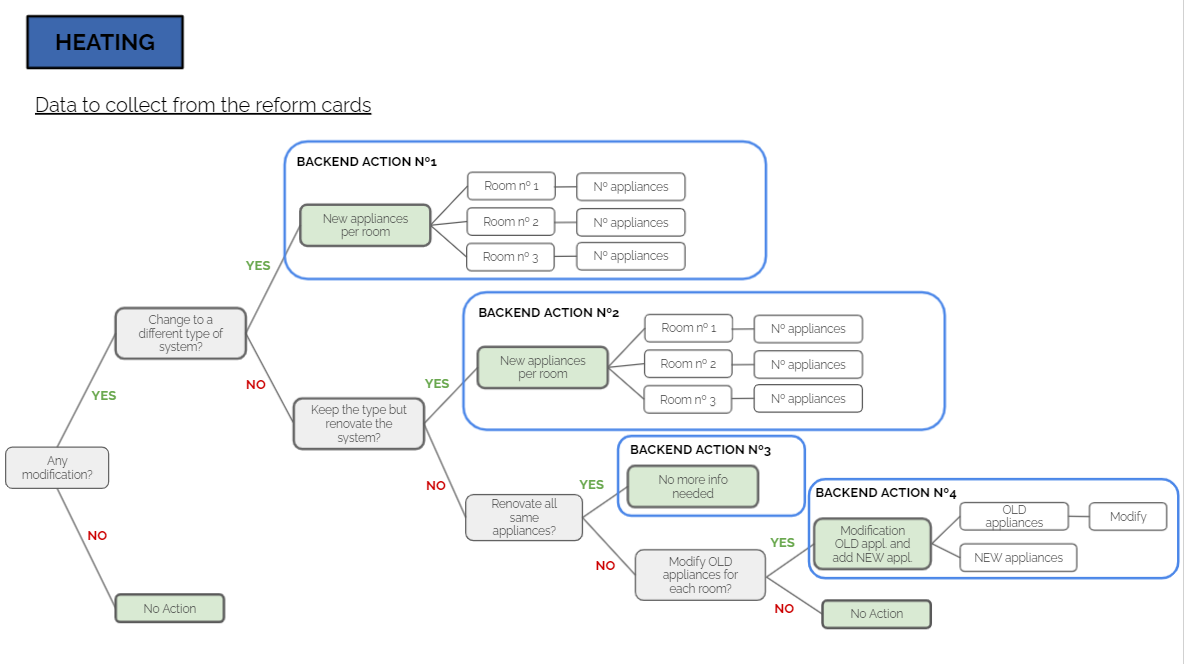 HEATING
Data to collect from the reform cards
BACKEND ACTION Nº1
New appliances
per room
Room nº 1
Nº appliances
Room nº 2
Nº appliances
Room nº 3
Nº appliances
YES
Change to a
different type of
system?
NO
YES
BACKEND ACTION Nº2
New appliances
per room
Room nº 1
Nº appliances
Room nº 2
Nº appliances
Room nº 3
Nº appliances
YES
Keep the type but
renovate the
system?
NO
Any
modification?
NO
No Action
BACKEND ACTION Nº3
No more info
needed
YES
Renovate all
same
appliances?
NO
BACKEND ACTION Nº4
Modification
OLD appl. and
add NEW appl.
OLD
appliances
Modify
NEW appliances
YES
Modify OLD
appliances for
each room?
NO
No Action